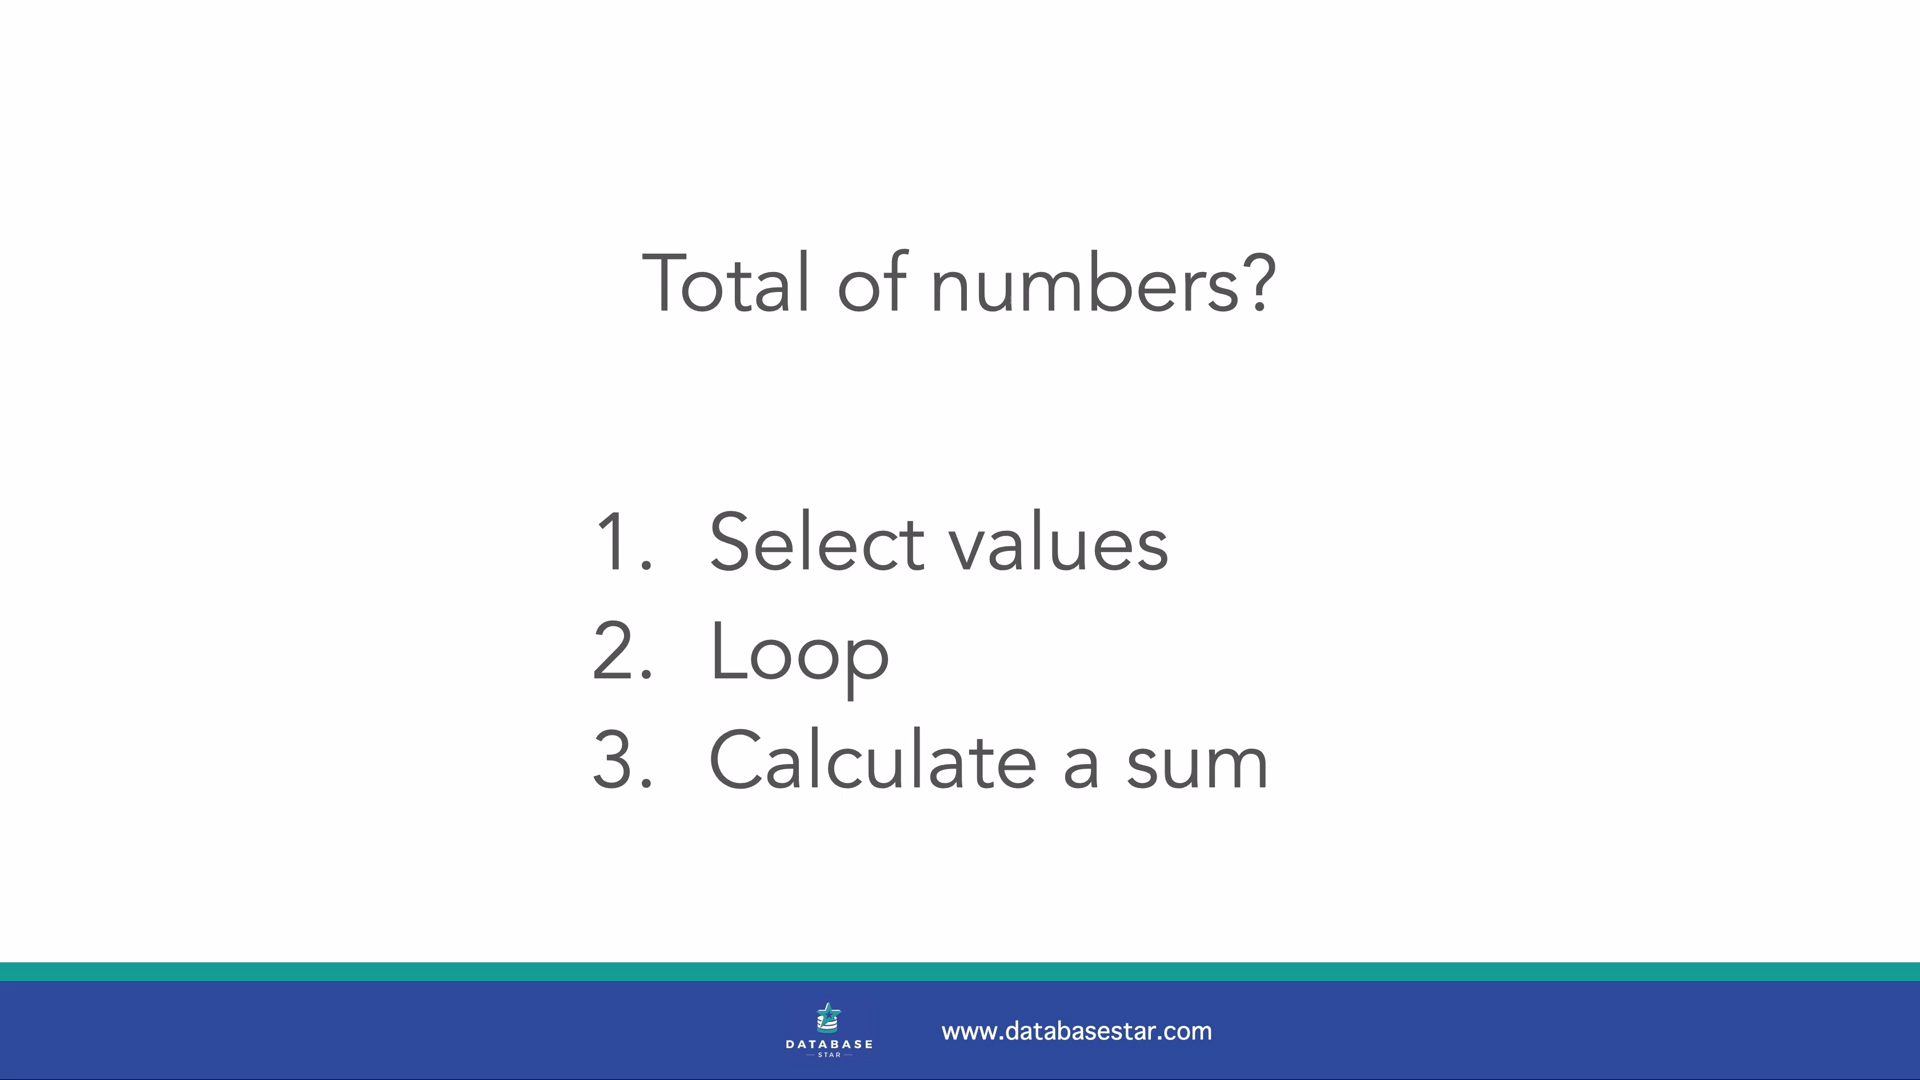 Total of numbers?
1. Select values
2. Loop
3. Calculate a sum
DATABASE
STAR
www.databasestar.com